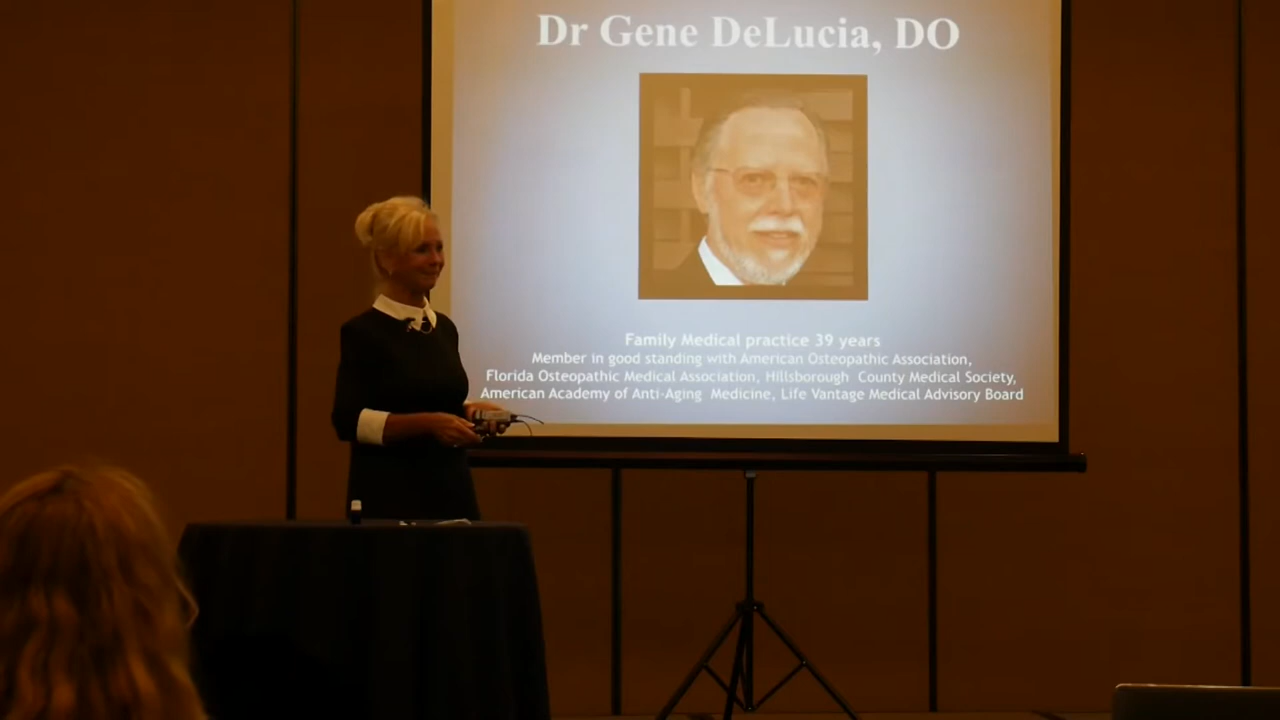 Dr Gene DeLucia, DO
Family Medical practice 39 years
Member in good standing with American Osteopathic Association,
Florida Osteopathic Medical Association, Hillsborough County Medical Society,
American Academy of Anti-Aging Medicine, Life Vantage Medical Advisory Board